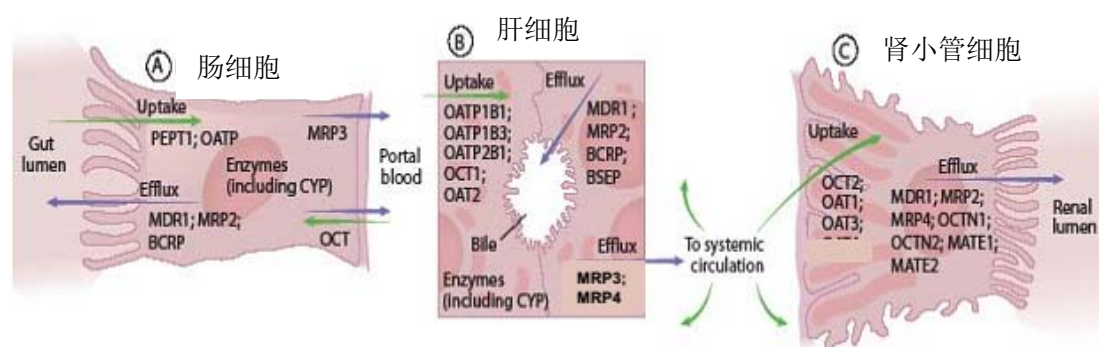 A 肠细胞
Uptake
PEPT1; OATP
MRP3
Gut
lumen
Enzymes
(including CYP)
Efflux
MDR1; MRP2;
BCRP
OCT
Portal
blood
B 肝细胞
Uptake
OATP1B1;
OATP1B3;
OATP2B1;
OCT1;
OAT2
Efflux
MDR1 ;
MRP2;
BCRP;
BSEP
Bile
Enzymes
(including CYP)
Efflux
MRP3;
MRP4
To systemic
circulation
C 肾小管细胞
Uptake
OCT2;
OAT1;
OAT3;
Efflux
MDR1; MRP2;
MRP4; OCTN1;
OCTN2; MATE1;
MATE2
Renal
lumen